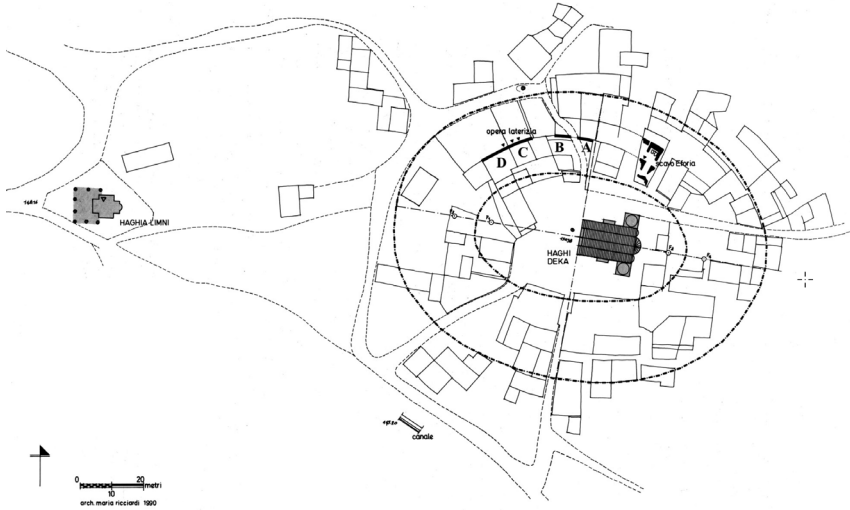 opera laterizia
D
C
B
A
scavo Eforia
HAGHIA LIMNI
HAGHI
DEKA
canale
0 20 metri
10
arch. maria ricciardi 1990